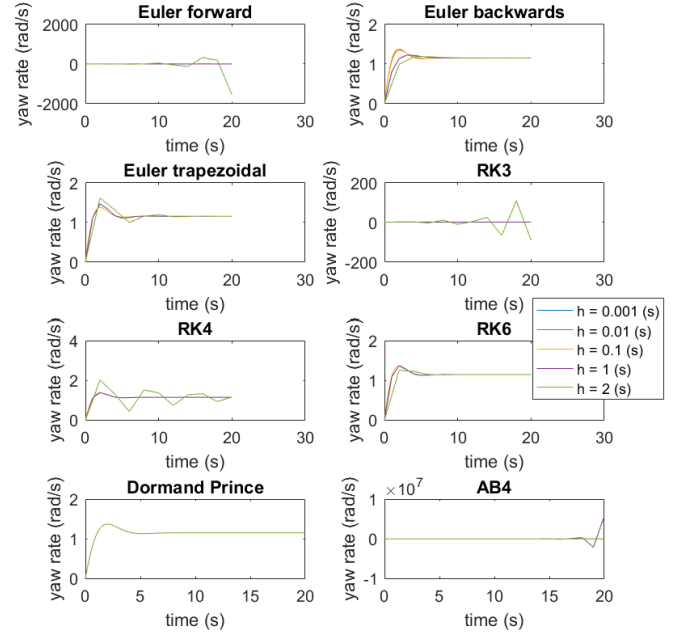 Euler forward
yaw rate (rad/s)
2000
0
-2000
0 10 20 30
time (s)
Euler backwards
yaw rate (rad/s)
2
1
0
0 10 20 30
time (s)
Euler trapezoidal
yaw rate (rad/s)
2
1
0
0 10 20 30
time (s)
RK3
yaw rate (rad/s)
200
0
-200
0 10 20 30
time (s)
h = 0.001 (s)
h = 0.01 (s)
h = 0.1 (s)
h = 1 (s)
h = 2 (s)
RK4
yaw rate (rad/s)
4
2
0
0 10 20 30
time (s)
RK6
yaw rate (rad/s)
2
1
0
0 10 20 30
time (s)
Dormand Prince
yaw rate (rad/s)
2
1
0
0 5 10 15 20
time (s)
AB4
×10^7
yaw rate (rad/s)
1
0
-1
0 5 10 15 20
time (s)